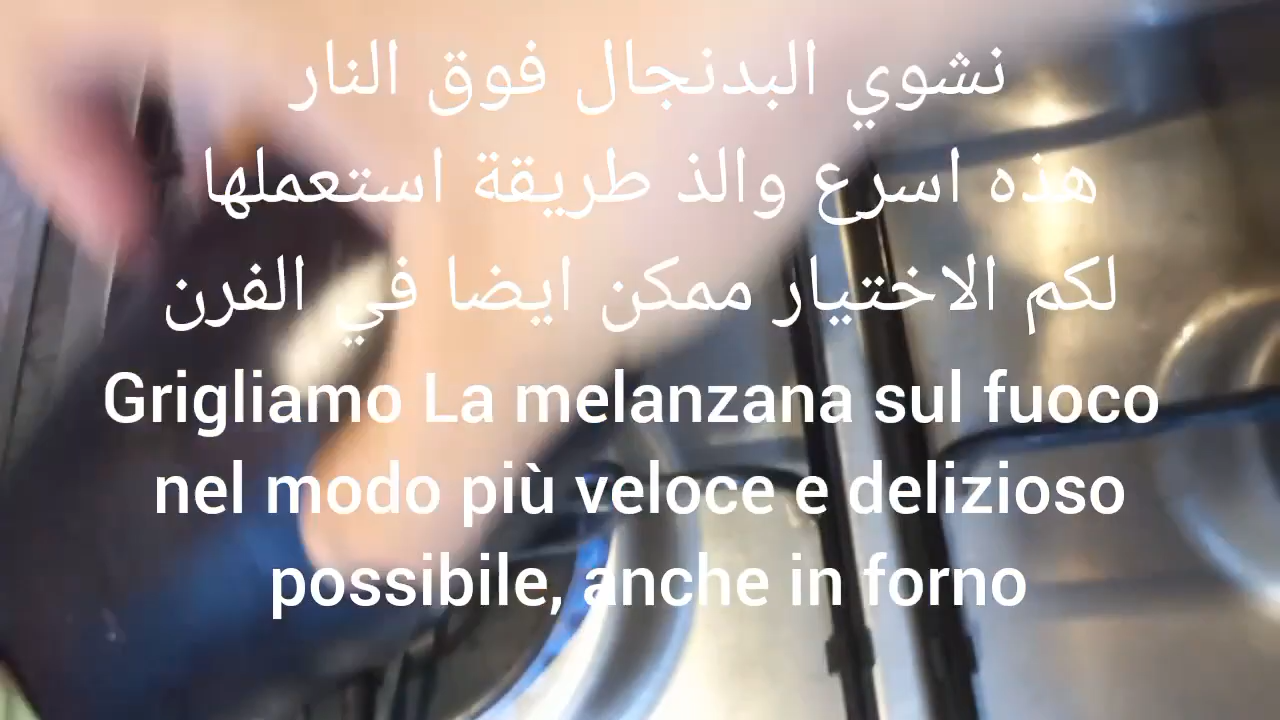 نشوي البدنجال فوق النار
هذه اسرع والذ طريقة استعملها
لكم الاختيار ممكن ايضا في الفرن
Grigliamo La melanzana sul fuoco
nel modo più veloce e delizioso
possibile, anche in forno